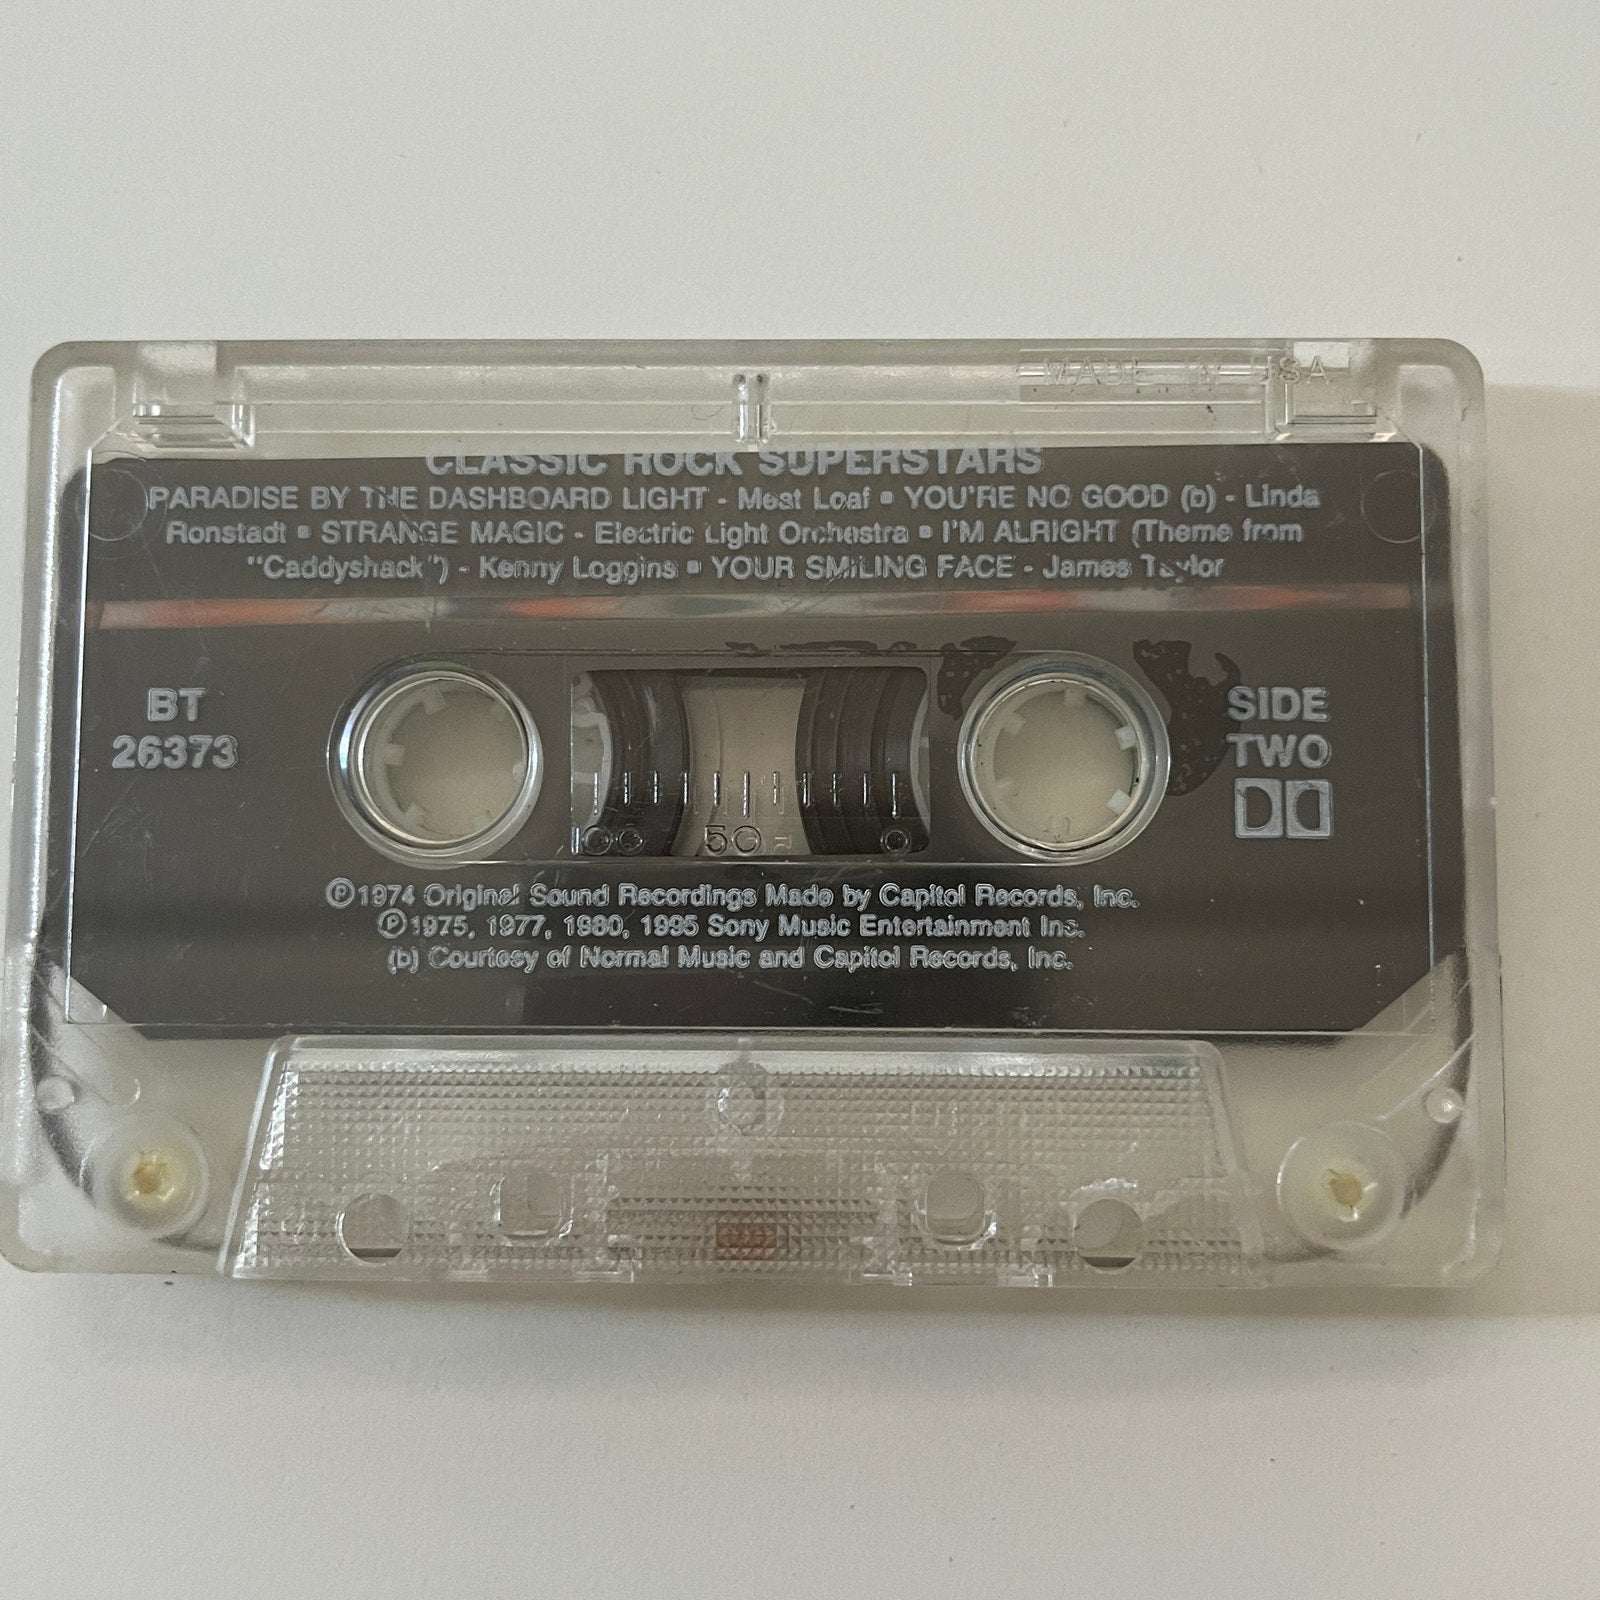 MADE IN USA
CLASSIC ROCK SUPERSTARS
PARADISE BY THE DASHBOARD LIGHT - Meat Loaf ▪ YOU'RE NO GOOD (b) - Linda
Ronstadt ▪ STRANGE MAGIC - Electric Light Orchestra ▪ I'M ALRIGHT (Theme from
"Caddyshack") - Kenny Loggins ▪ YOUR SMILING FACE - James Taylor
BT
26373
SIDE
TWO
100 50 0
℗1974 Original Sound Recordings Made by Capitol Records, Inc.
℗1975, 1977, 1980, 1995 Sony Music Entertainment Inc.
(b) Courtesy of Normal Music and Capitol Records, Inc.